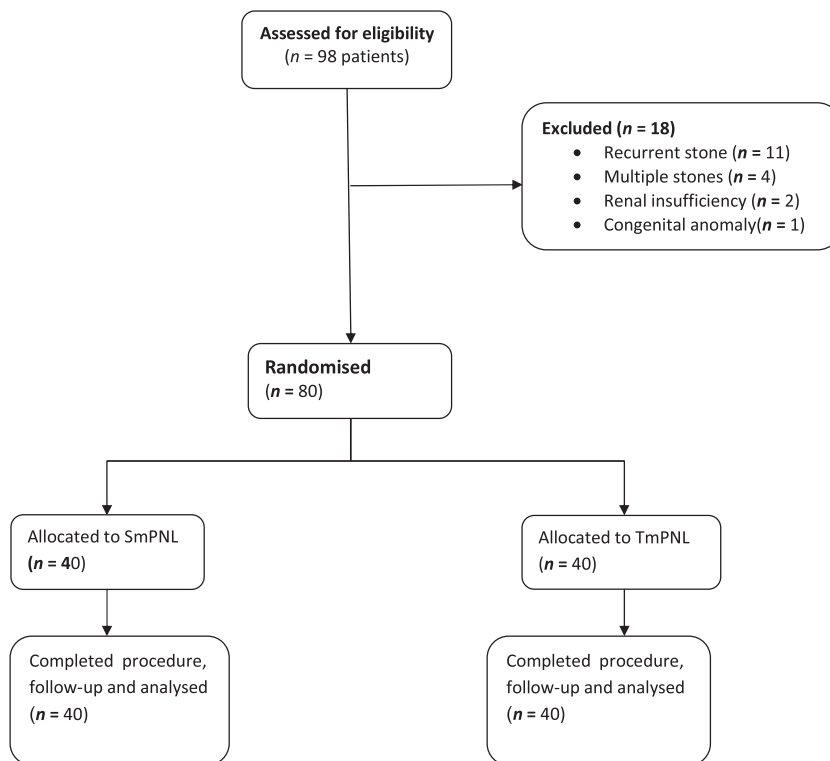 Assessed for eligibility
(n = 98 patients)
Excluded (n = 18)
• Recurrent stone (n = 11)
• Multiple stones (n = 4)
• Renal insufficiency (n = 2)
• Congenital anomaly(n = 1)
Randomised
(n = 80)
Allocated to SmPNL
(n = 40)
Allocated to TmPNL
(n = 40)
Completed procedure,
follow-up and analysed
(n = 40)
Completed procedure,
follow-up and analysed
(n = 40)